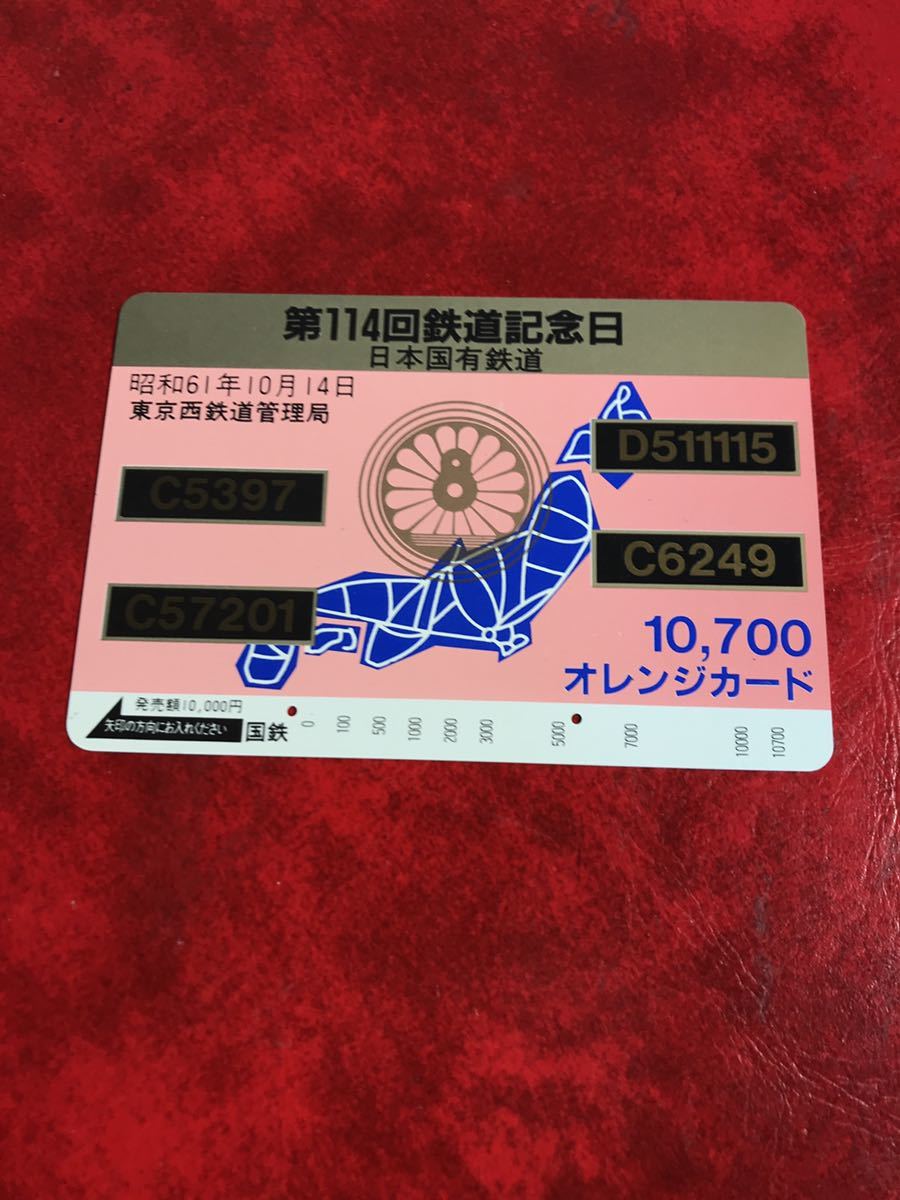 第114回鉄道記念日
日本国有鉄道
昭和61年10月14日
東京西鉄道管理局
D511115
C5397
C6249
C57201
10,700
オレンジカード
発売額10,000円
矢印の方向にお入れください
国鉄
0 100 500 1000 2000 3000 5000 7000 10000 10700